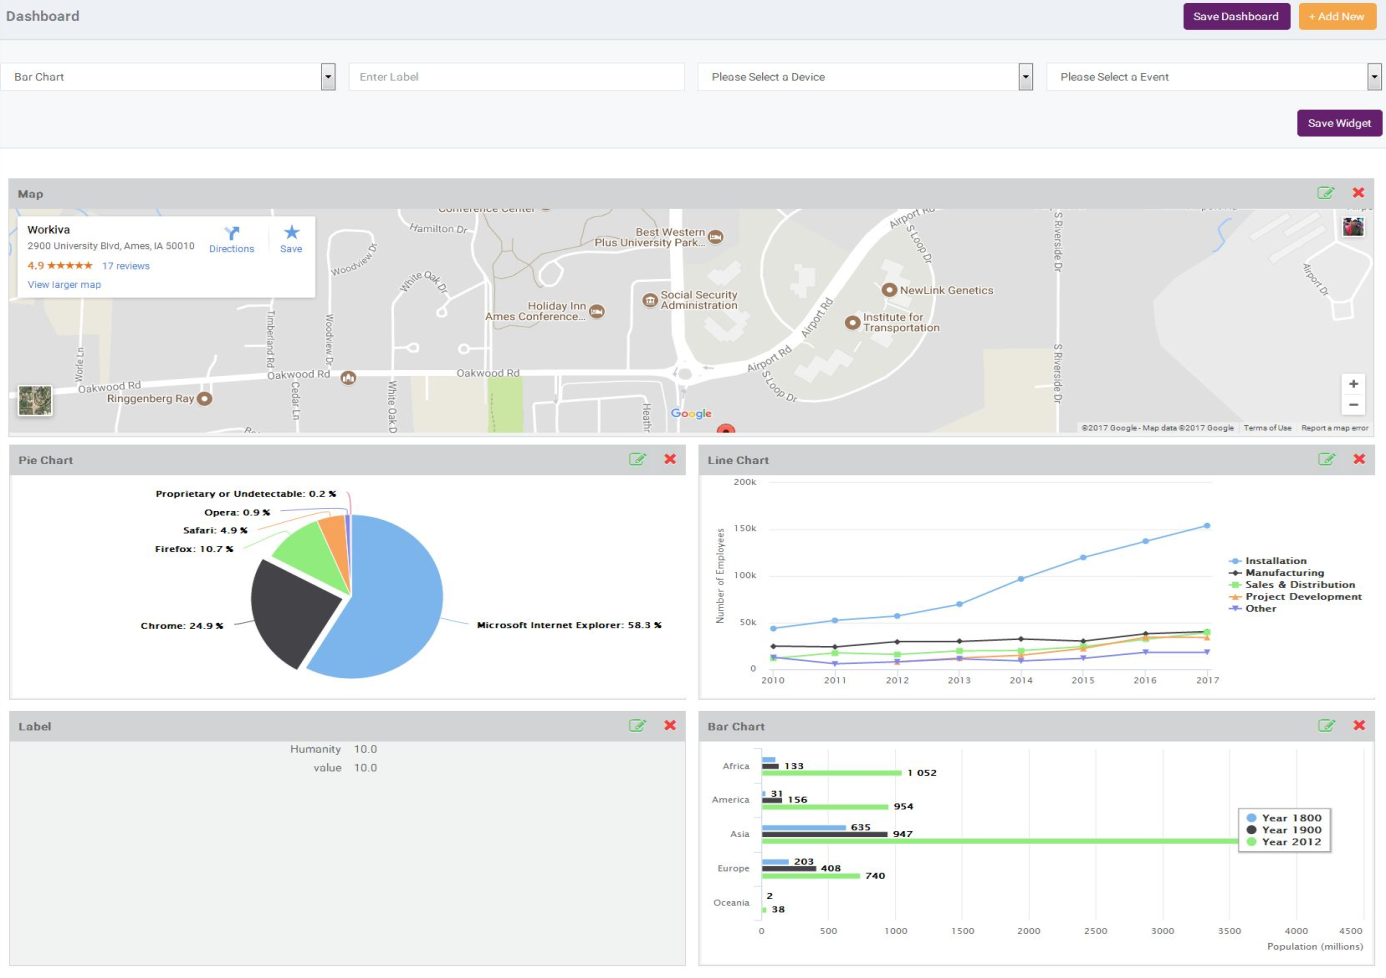 Dashboard
Save Dashboard
+ Add New
Bar Chart
Enter Label
Please Select a Device
Please Select a Event
Save Widget
Map
Workiva
2900 University Blvd, Ames, IA 50010
4.9 ★★★★★ 17 reviews
View larger map
Directions
Save
Conference Center
Hamilton Dr
Woodview Dr
White Oak Dr
Best Western
Plus University Park...
Holiday Inn
Ames Conference...
Social Security
Administration
Airport Rd
S Loop Dr
NewLink Genetics
Institute for
Transportation
Airport Rd
Airport Rd
S Loop Dr
S Riverside Dr
S Riverside Dr
Airport Dr
Timberland Rd
Woodview Dr
Worle Ln
Oakwood Rd
Oakwood Rd
Oakwood Rd
Ringgenberg Ray
Cedar Ln
White Oak D
Google
+
−
©2017 Google - Map data ©2017 Google Terms of Use Report a map error
Pie Chart
Proprietary or Undetectable: 0.2 %
Opera: 0.9 %
Safari: 4.9 %
Firefox: 10.7 %
Chrome: 24.9 %
Microsoft Internet Explorer: 58.3 %
Line Chart
Number of Employees
200k
150k
100k
50k
0
2010 2011 2012 2013 2014 2015 2016 2017
Installation
Manufacturing
Sales & Distribution
Project Development
Other
Label
Humanity 10.0
value 10.0
Bar Chart
Africa
133
1 052
America
31
156
954
Asia
635
947
Europe
203
408
740
Oceania
2
38
Year 1800
Year 1900
Year 2012
0 500 1000 1500 2000 2500 3000 3500 4000 4500
Population (millions)